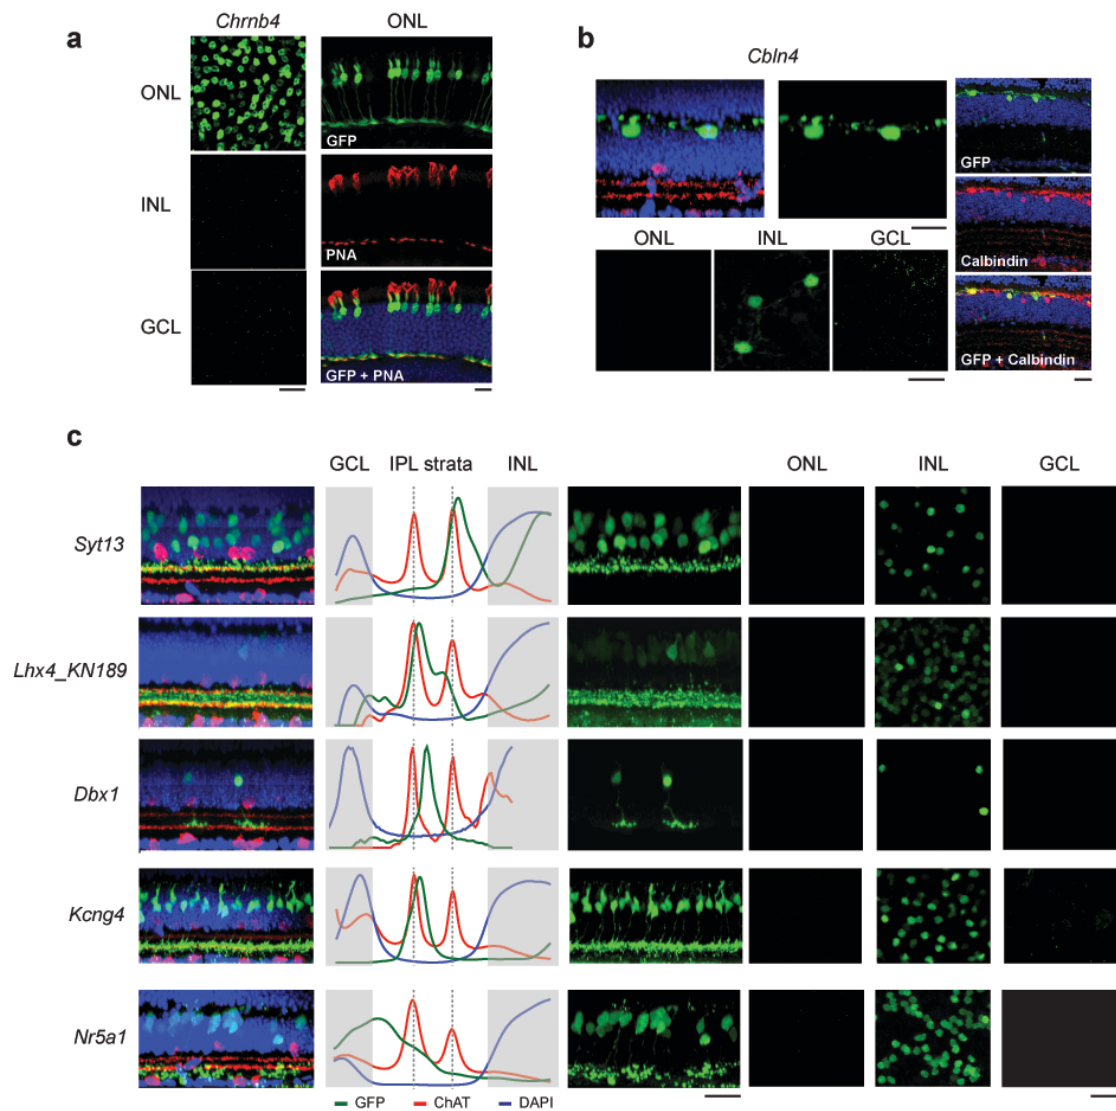 a
Chrnb4
ONL
ONL
GFP
INL
PNA
GCL
GFP + PNA
b
Cbln4
GFP
ONL
INL
GCL
Calbindin
GFP + Calbindin
c
GCL
IPL strata
INL
ONL
INL
GCL
Syt13
Lhx4_KN189
Dbx1
Kcng4
Nr5a1
GFP
ChAT
DAPI